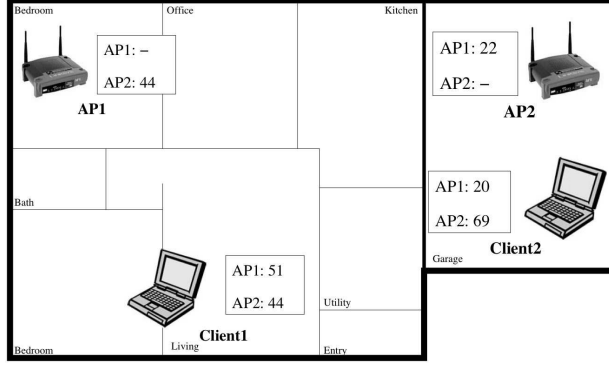 Bedroom
Office
Kitchen
AP1: –
AP2: 44
AP1
AP1: 22
AP2: –
AP2
Bath
AP1: 20
AP2: 69
Client2
Garage
AP1: 51
AP2: 44
Client1
Utility
Bedroom
Living
Entry